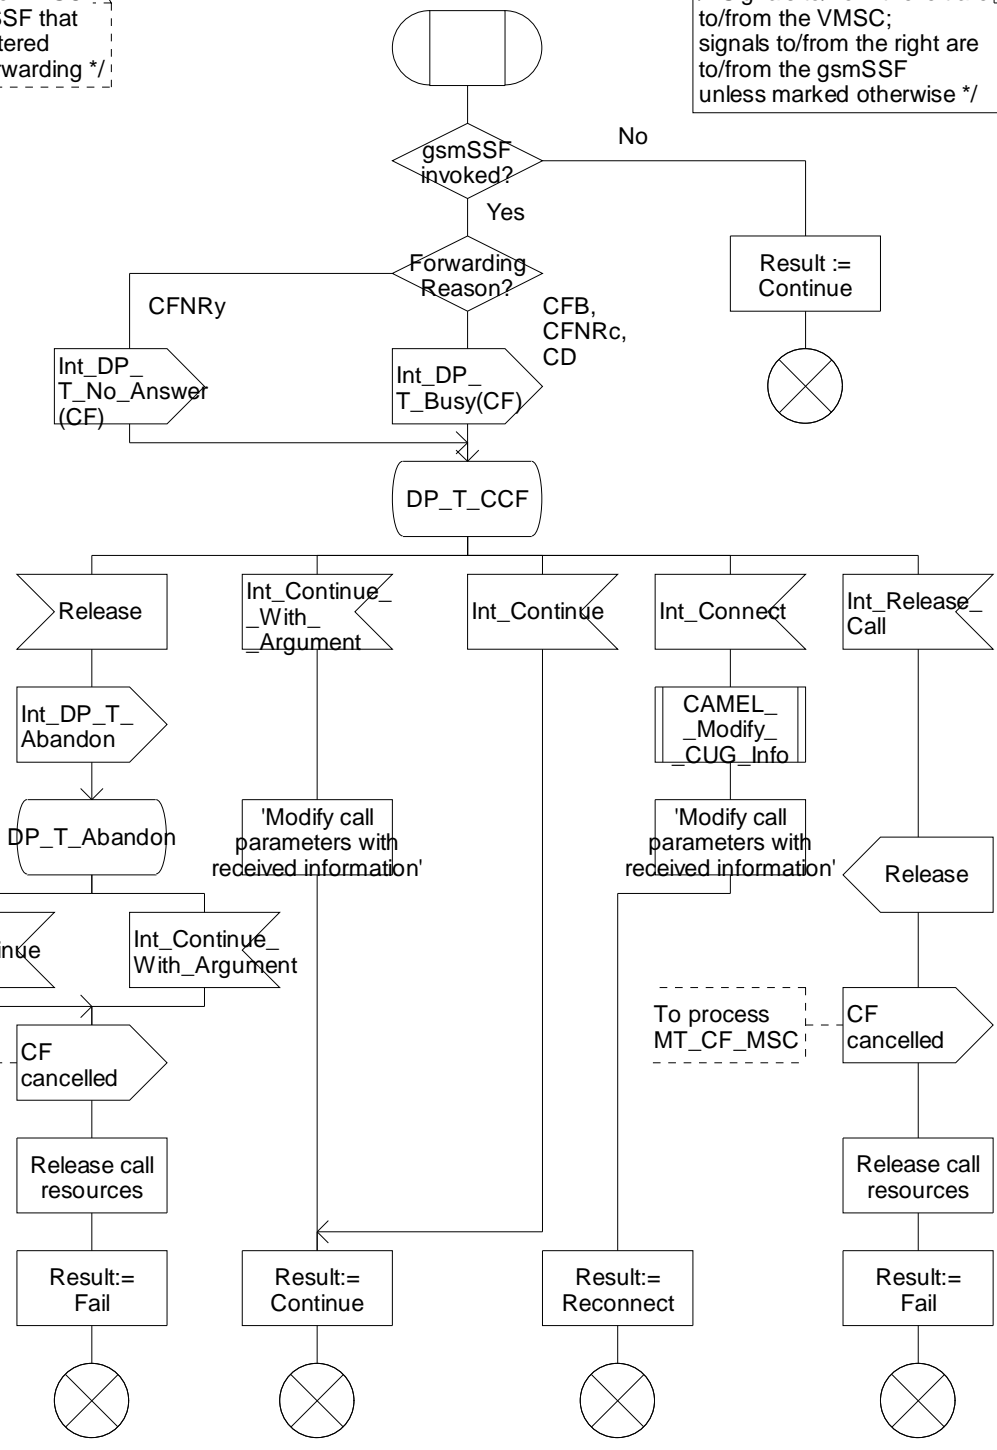 SSF that
warding */
to/from the VMSC;
signals to/from the right are
to/from the gsmSSF
unless marked otherwise */
gsmSSF
invoked?
No
Yes
Forwarding
Reason?
Result :=
Continue
CFNRy
CFB,
CFNRc,
CD
Int_DP_
T_No_Answer
(CF)
Int_DP_
T_Busy(CF)
DP_T_CCF
Release
Int_Continue_
_With_
_Argument
Int_Continue
Int_Connect
Int_Release_
Call
Int_DP_T_
Abandon
CAMEL_
_Modify_
_CUG_Info
DP_T_Abandon
'Modify call
parameters with
received information'
'Modify call
parameters with
received information'
Release
inue
Int_Continue_
With_Argument
To process
MT_CF_MSC
CF
cancelled
CF
cancelled
Release call
resources
Release call
resources
Result:=
Fail
Result:=
Continue
Result:=
Reconnect
Result:=
Fail